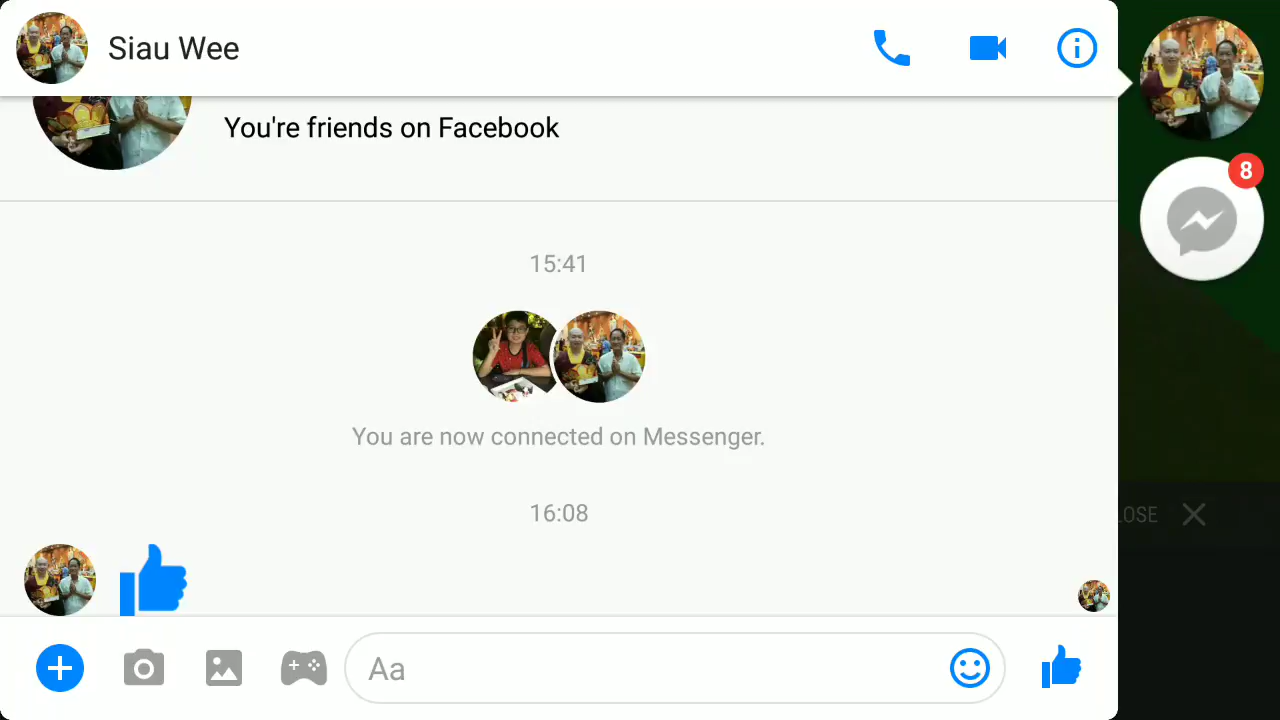 Siau Wee
You're friends on Facebook
8
15:41
You are now connected on Messenger.
16:08
LOSE
Aa